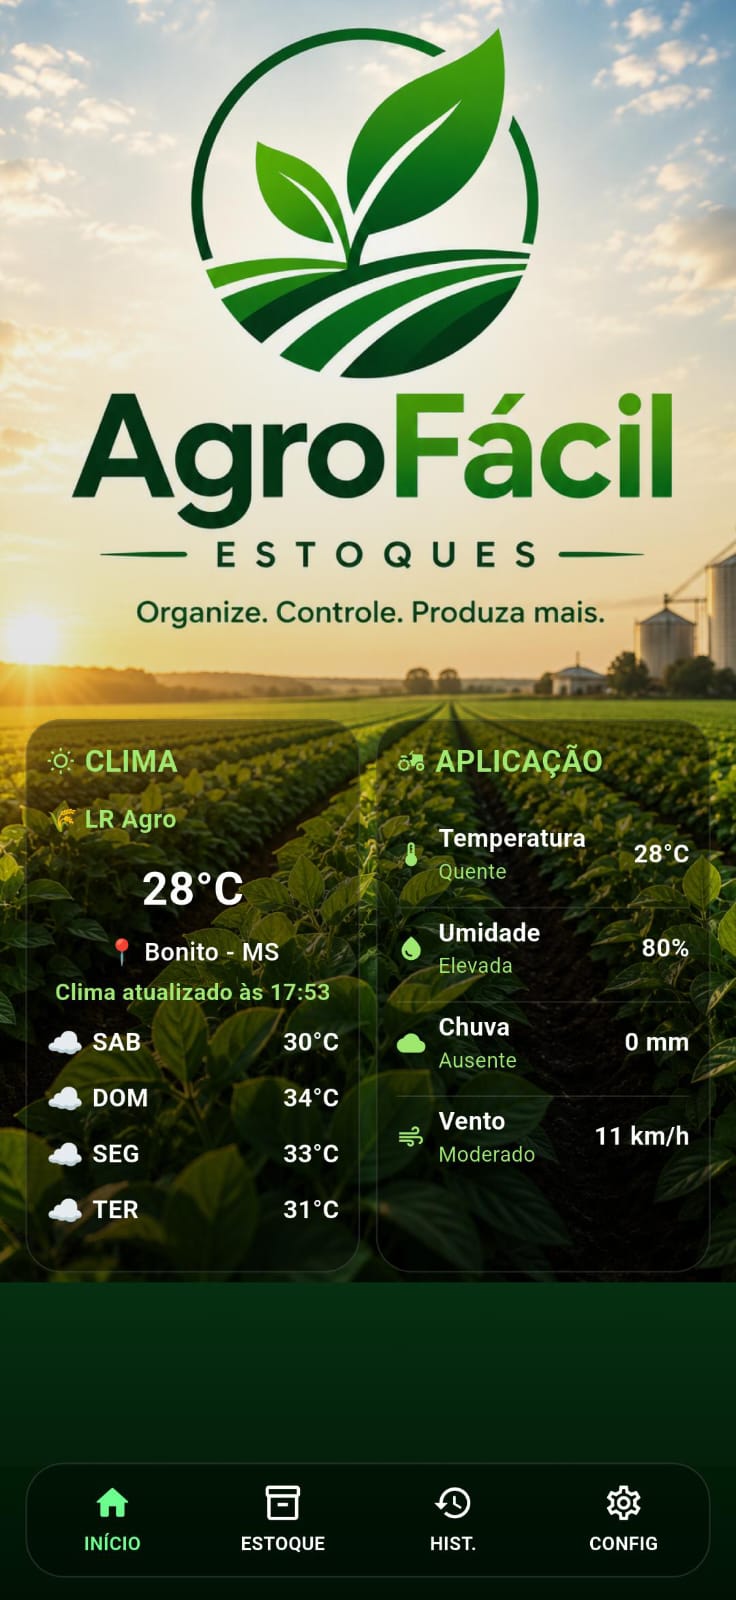 AgroFácil
ESTOQUES
Organize. Controle. Produza mais.
CLIMA
LR Agro
28°C
Bonito - MS
Clima atualizado às 17:53
SAB 30°C
DOM 34°C
SEG 33°C
TER 31°C
APLICAÇÃO
Temperatura 28°C
Quente
Umidade 80%
Elevada
Chuva 0 mm
Ausente
Vento 11 km/h
Moderado
INÍCIO ESTOQUE HIST. CONFIG